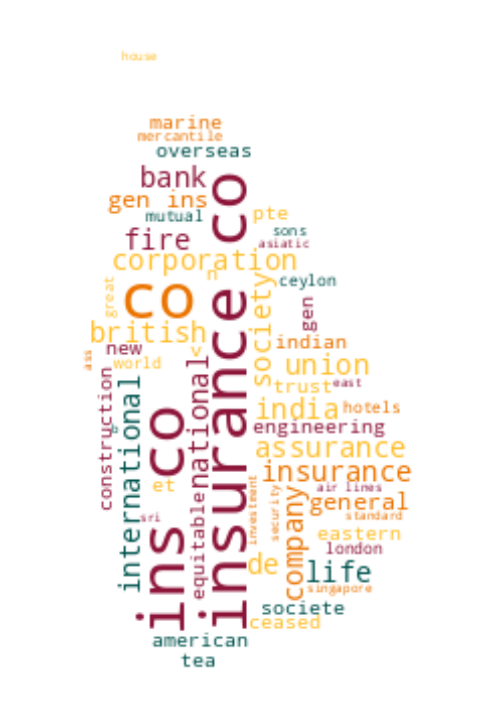 house
marine
mercantile
overseas
bank
gen ins
mutual
pte
fire
sons
asiatic
corporation
n
ceylon
great
co
gen
british
v
society
indian
new
ass
world
union
trust
east
construction
international
national
india
hotels
b
engineering
assurance
insurance
et
equitable
investment
security
company
air lines
general
sri
standard
eastern
london
de
life
singapore
ins co
insurance co
societe
ceased
american
tea